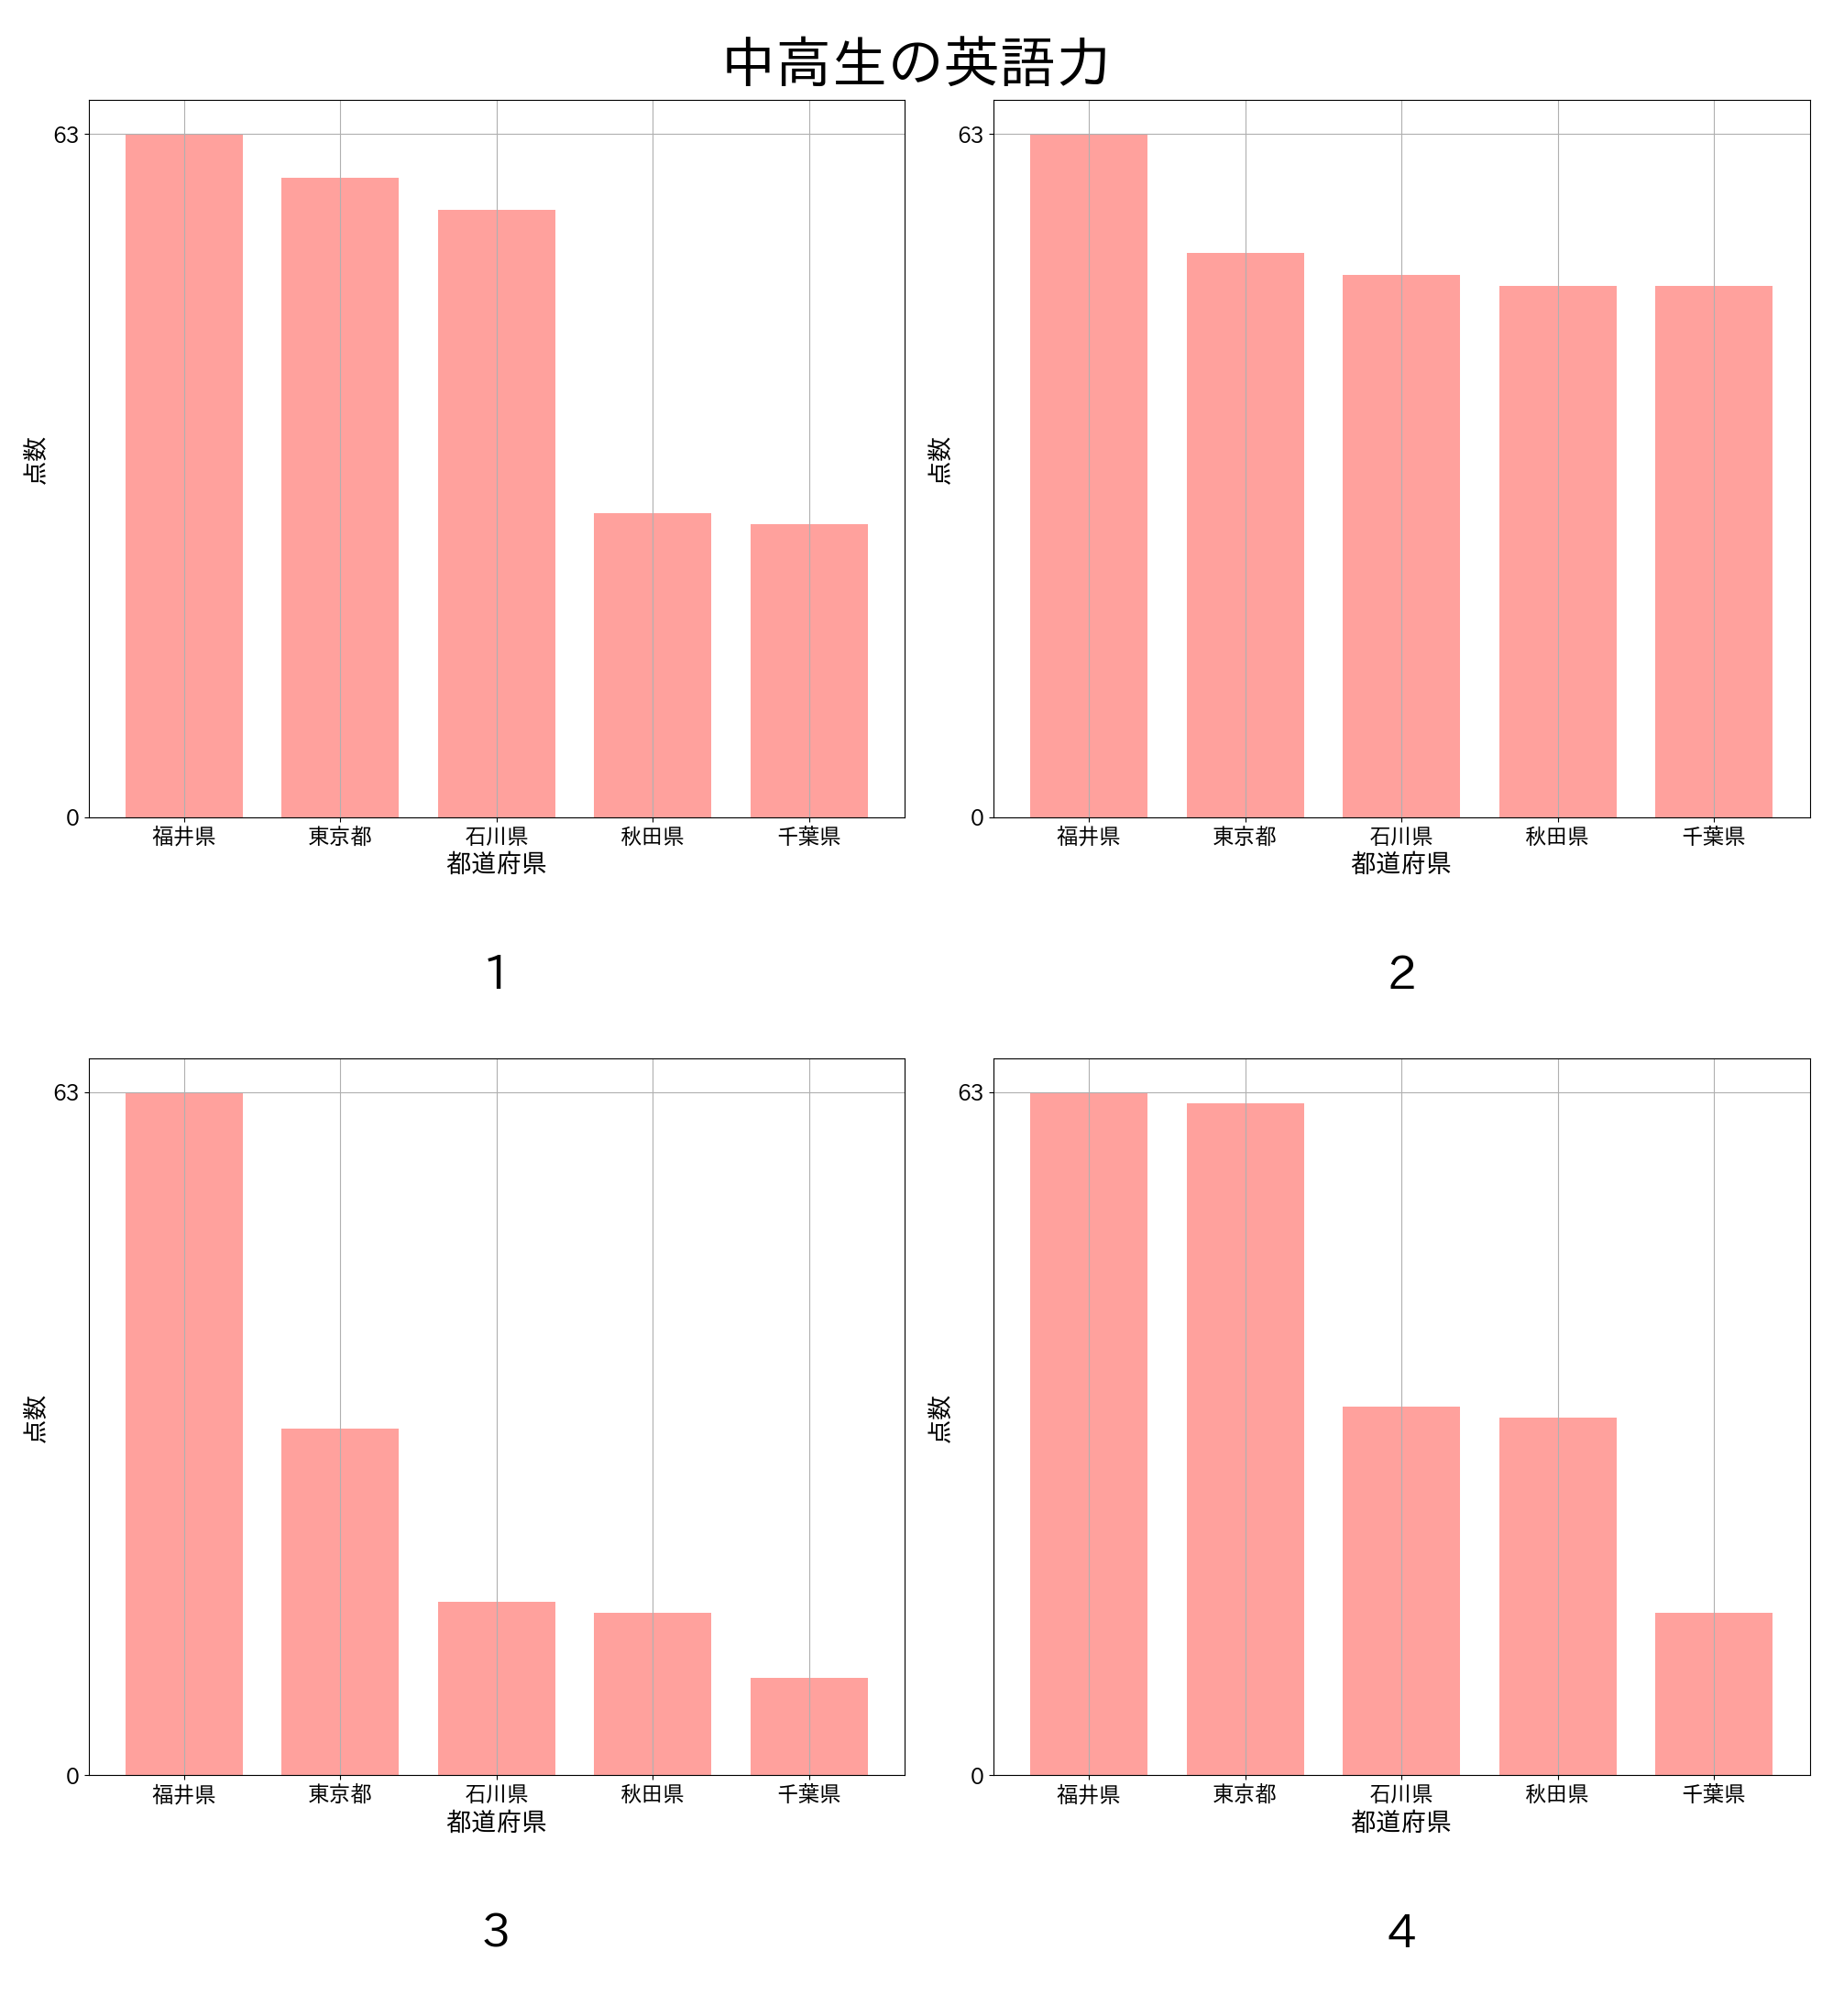 中高生の英語力
63
0
点数
福井県 東京都 石川県 秋田県 千葉県
都道府県
1
63
0
点数
福井県 東京都 石川県 秋田県 千葉県
都道府県
2
63
0
点数
福井県 東京都 石川県 秋田県 千葉県
都道府県
3
63
0
点数
福井県 東京都 石川県 秋田県 千葉県
都道府県
4